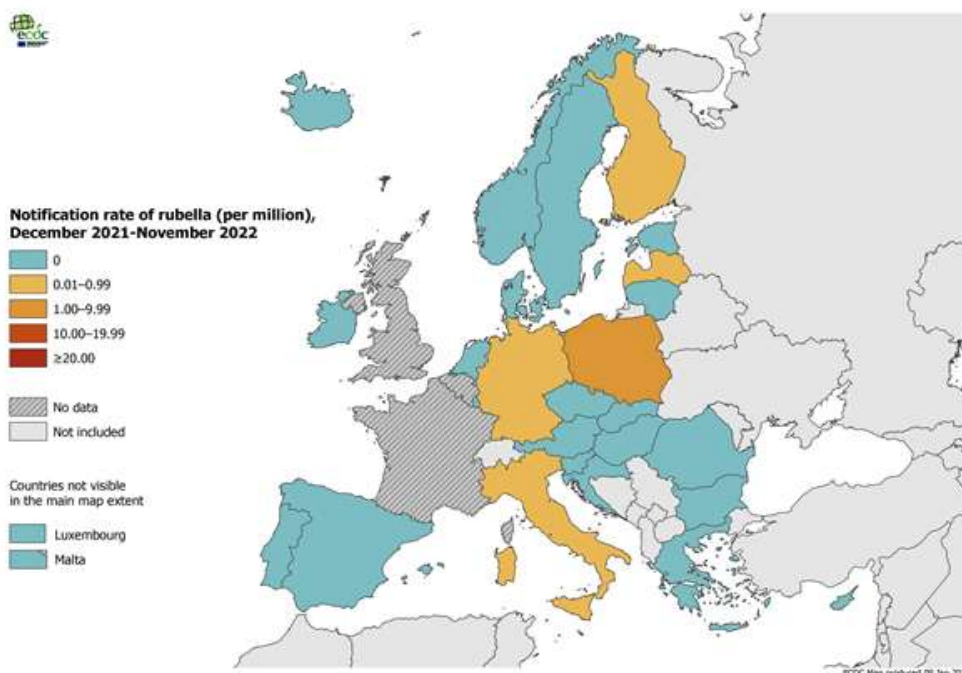 ecdc
Notification rate of rubella (per million),
December 2021-November 2022
0
0.01–0.99
1.00–9.99
10.00–19.99
≥20.00
No data
Not included
Countries not visible
in the main map extent
Luxembourg
Malta